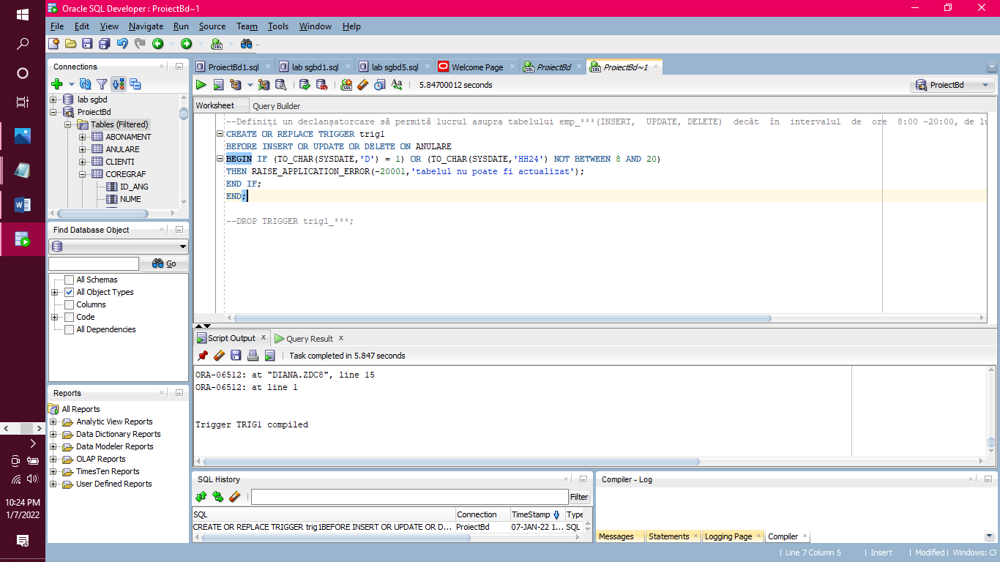 Oracle SQL Developer : ProiectBd~1
File Edit View Navigate Run Source Team Tools Window Help
Connections
lab sgbd
ProiectBd
Tables (Filtered)
ABONAMENT
ANULARE
CLIENTI
COREGRAF
ID_ANG
NUME
Find Database Object
Go
All Schemas
All Object Types
Columns
Code
All Dependencies
Reports
All Reports
Analytic View Reports
Data Dictionary Reports
Data Modeler Reports
OLAP Reports
TimesTen Reports
User Defined Reports
ProiectBd1.sql lab sgbd1.sql lab sgbd5.sql Welcome Page ProiectBd ProiectBd~1
5.84700012 seconds
ProiectBd
Worksheet Query Builder
--Definiți un declanșatorcare să permită lucrul asupra tabelului emp_***(INSERT, UPDATE, DELETE) decât în intervalul de ore 8:00 -20:00, de lu
CREATE OR REPLACE TRIGGER trig1
BEFORE INSERT OR UPDATE OR DELETE ON ANULARE
BEGIN IF (TO_CHAR(SYSDATE,'D') = 1) OR (TO_CHAR(SYSDATE,'HH24') NOT BETWEEN 8 AND 20)
THEN RAISE_APPLICATION_ERROR(-20001,'tabelul nu poate fi actualizat');
END IF;
END;
--DROP TRIGGER trig1_***;
Script Output Query Result
Task completed in 5.847 seconds
ORA-06512: at "DIANA.ZDC8", line 15
ORA-06512: at line 1
Trigger TRIG1 compiled
SQL History
Filter
SQL Connection TimeStamp Type
CREATE OR REPLACE TRIGGER trig1BEFORE INSERT OR UPDATE OR D... ProiectBd 07-JAN-22 1... SQL
Compiler - Log
Messages Statements Logging Page Compiler
Line 7 Column 5 Insert Modified Windows: CF
10:24 PM
1/7/2022